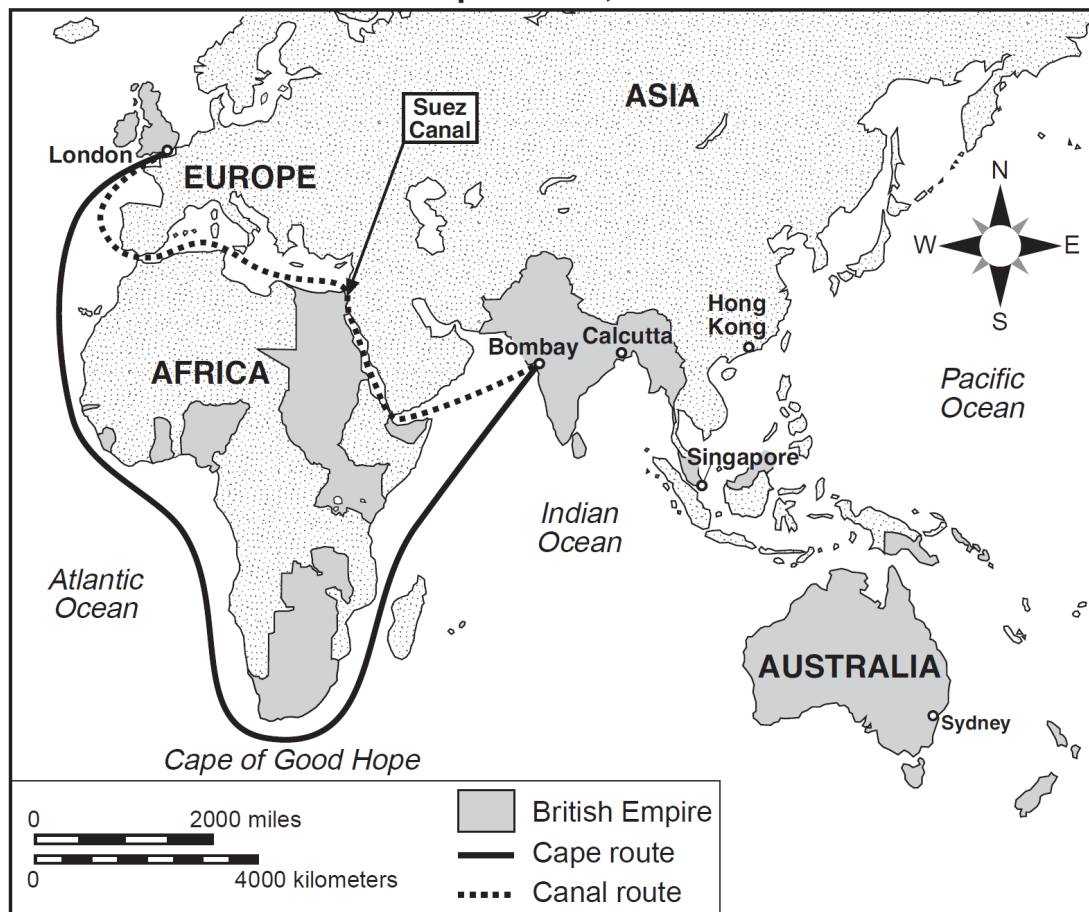 ASIA
Suez
Canal
London
EUROPE
N
W
E
S
Hong
Kong
Calcutta
Bombay
AFRICA
Pacific
Ocean
Singapore
Indian
Ocean
Atlantic
Ocean
AUSTRALIA
Sydney
Cape of Good Hope
0 2000 miles
0 4000 kilometers
British Empire
Cape route
Canal route